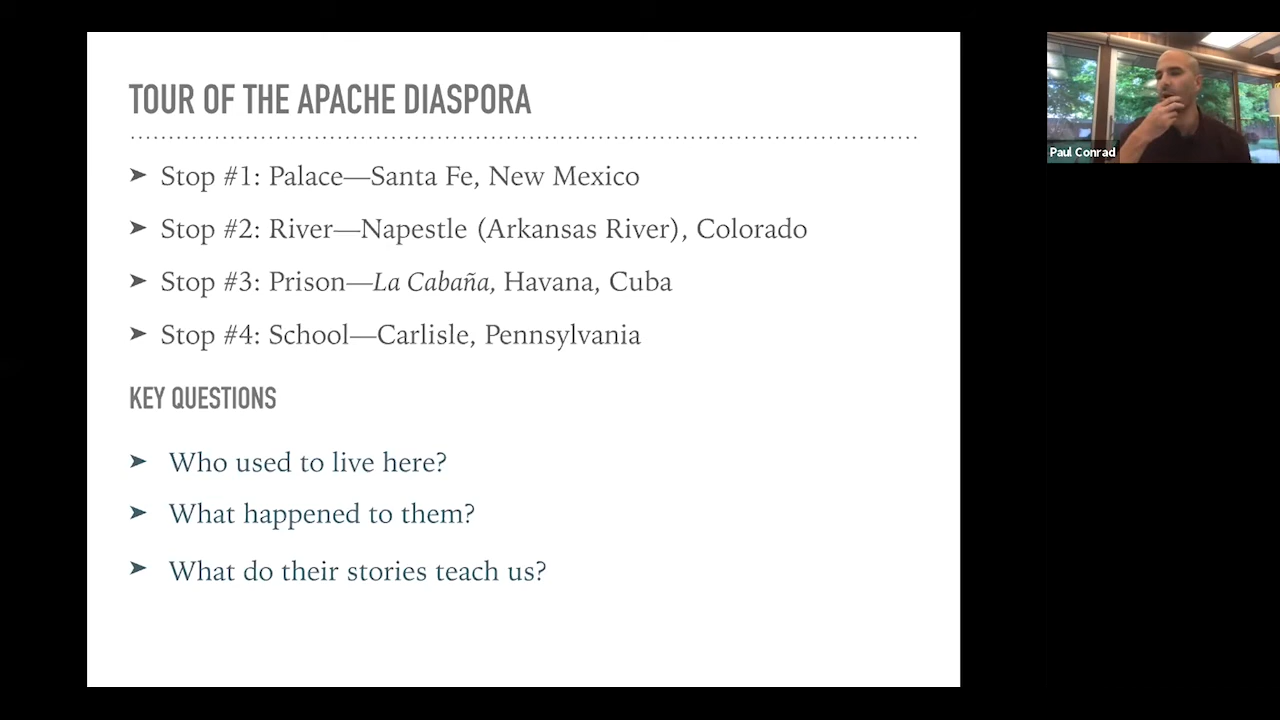 TOUR OF THE APACHE DIASPORA
➤ Stop #1: Palace—Santa Fe, New Mexico
➤ Stop #2: River—Napestle (Arkansas River), Colorado
➤ Stop #3: Prison—La Cabaña, Havana, Cuba
➤ Stop #4: School—Carlisle, Pennsylvania
KEY QUESTIONS
➤ Who used to live here?
➤ What happened to them?
➤ What do their stories teach us?
Paul Conrad